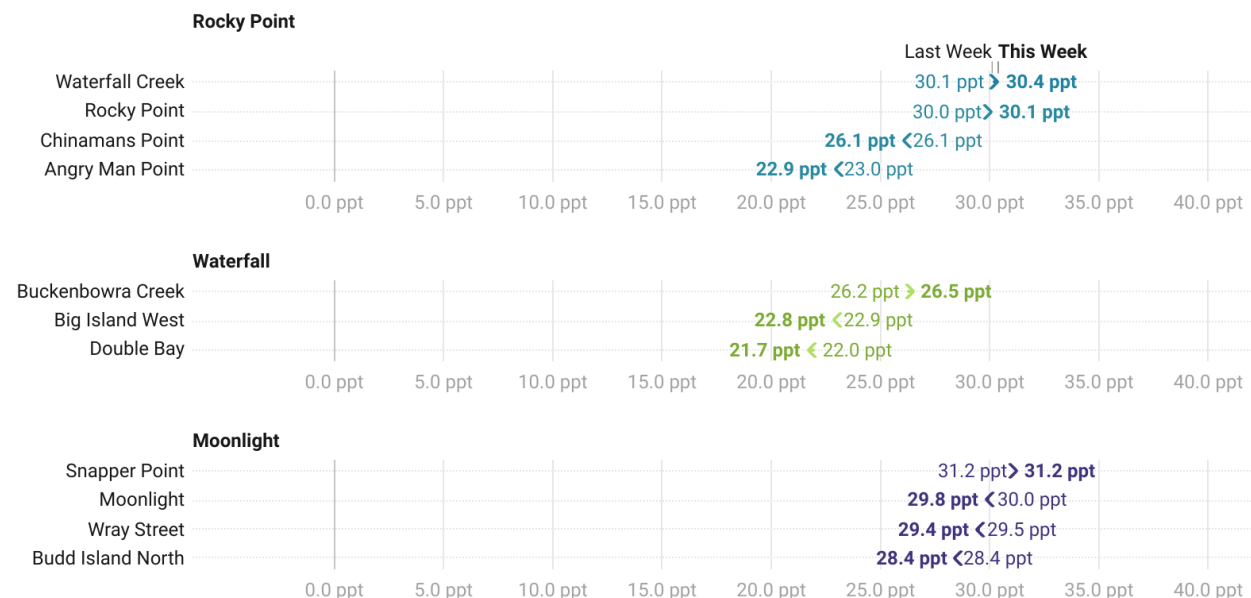 Rocky Point
Last Week This Week
Waterfall Creek 30.1 ppt 30.4 ppt
Rocky Point 30.0 ppt 30.1 ppt
Chinamans Point 26.1 ppt 26.1 ppt
Angry Man Point 22.9 ppt 23.0 ppt
0.0 ppt 5.0 ppt 10.0 ppt 15.0 ppt 20.0 ppt 25.0 ppt 30.0 ppt 35.0 ppt 40.0 ppt
Waterfall
Buckenbowra Creek 26.2 ppt 26.5 ppt
Big Island West 22.8 ppt 22.9 ppt
Double Bay 21.7 ppt 22.0 ppt
0.0 ppt 5.0 ppt 10.0 ppt 15.0 ppt 20.0 ppt 25.0 ppt 30.0 ppt 35.0 ppt 40.0 ppt
Moonlight
Snapper Point 31.2 ppt 31.2 ppt
Moonlight 29.8 ppt 30.0 ppt
Wray Street 29.4 ppt 29.5 ppt
Budd Island North 28.4 ppt 28.4 ppt
0.0 ppt 5.0 ppt 10.0 ppt 15.0 ppt 20.0 ppt 25.0 ppt 30.0 ppt 35.0 ppt 40.0 ppt